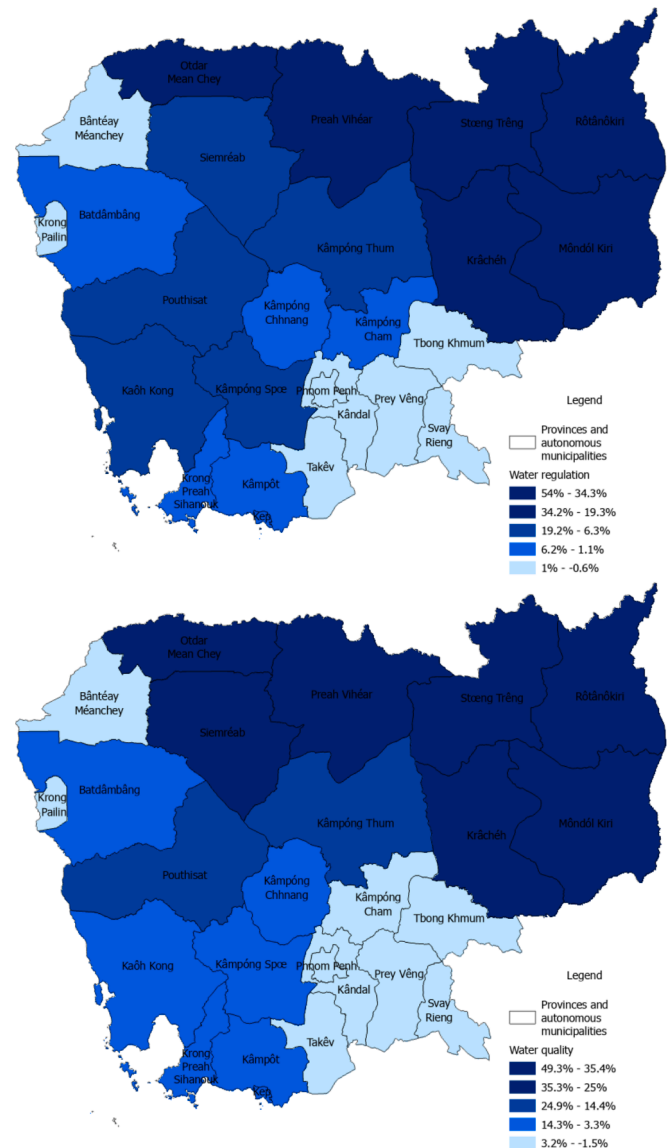 Otdar
Mean Chey
Bântéay
Méanchey
Preah Vihéar
Stœng Trêng
Rôtânôkiri
Siemréab
Batdâmbâng
Krong
Pailin
Kâmpóng Thum
Krâchéh
Môndól Kiri
Pouthisat
Kâmpóng
Chhnang
Kâmpóng
Cham
Tbong Khmum
Kaôh Kong
Kâmpóng Spœ
Phnom Penh
Prey Vêng
Kândal
Svay
Rieng
Takêv
Krong
Preah
Sihanouk
Kâmpôt
Kep
Legend
Provinces and
autonomous
municipalities
Water regulation
54% - 34.3%
34.2% - 19.3%
19.2% - 6.3%
6.2% - 1.1%
1% - -0.6%
Otdar
Mean Chey
Bântéay
Méanchey
Preah Vihéar
Stœng Trêng
Rôtânôkiri
Siemréab
Batdâmbâng
Krong
Pailin
Kâmpóng Thum
Krâchéh
Môndól Kiri
Pouthisat
Kâmpóng
Chhnang
Kâmpóng
Cham
Tbong Khmum
Kaôh Kong
Kâmpóng Spœ
Phnom Penh
Prey Vêng
Kândal
Svay
Rieng
Takêv
Krong
Preah
Sihanouk
Kâmpôt
Kep
Legend
Provinces and
autonomous
municipalities
Water quality
49.3% - 35.4%
35.3% - 25%
24.9% - 14.4%
14.3% - 3.3%
3.2% - -1.5%